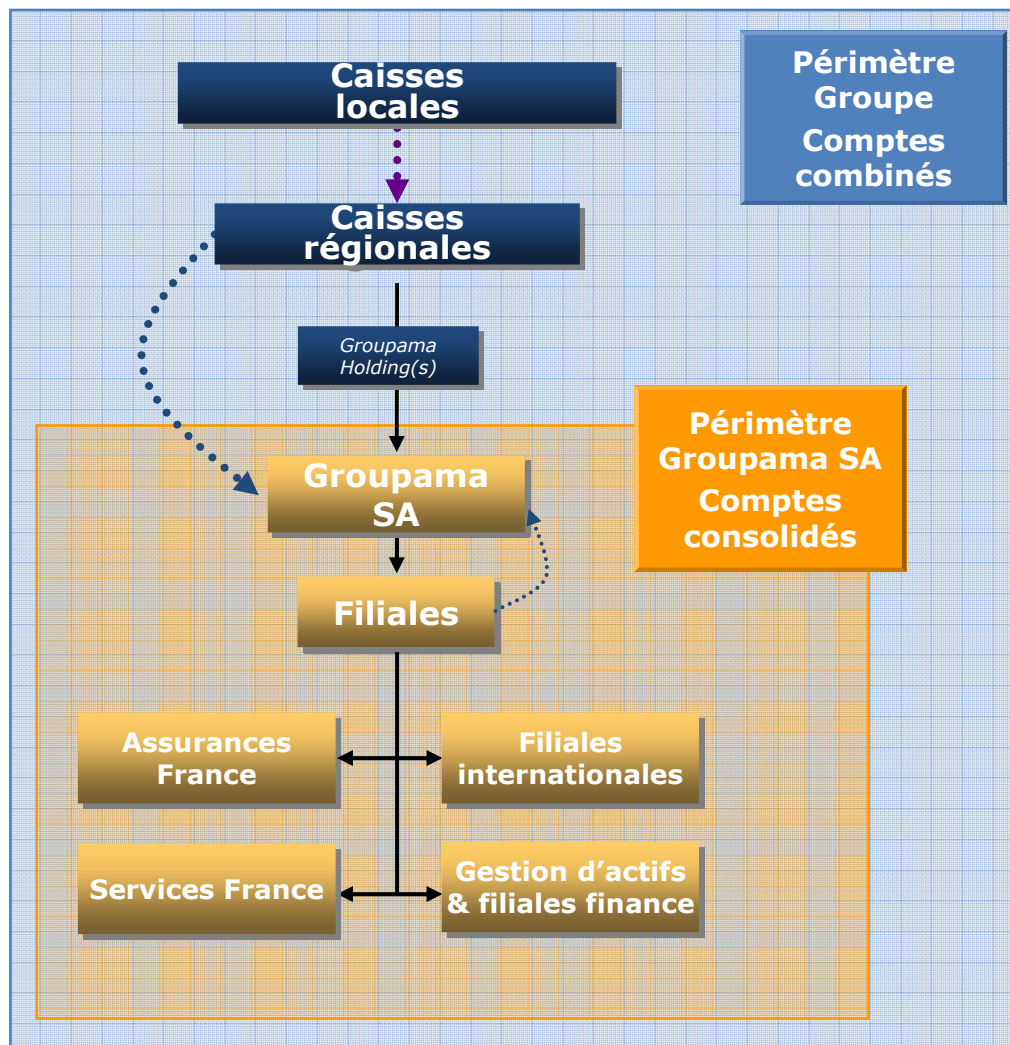 Caisses
locales
Périmètre
Groupe
Comptes
combinés
Caisses
régionales
Groupama
Holding(s)
Périmètre
Groupama SA
Comptes
consolidés
Groupama
SA
Filiales
Assurances
France
Filiales
internationales
Services France
Gestion d’actifs
& filiales finance